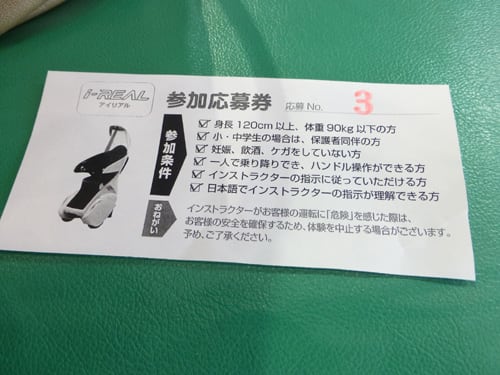 i-REAL
アイリアル
参加応募券 応募No. 3
参加条件
身長120cm以上、体重90kg以下の方
小・中学生の場合は、保護者同伴の方
妊娠、飲酒、ケガをしていない方
一人で乗り降りでき、ハンドル操作ができる方
インストラクターの指示に従っていただける方
日本語でインストラクターの指示が理解できる方
おねがい
インストラクターがお客様の運転に「危険」を感じた際は、
お客様の安全を確保するため、体験を中止する場合がございます。
予め、ご了承ください。